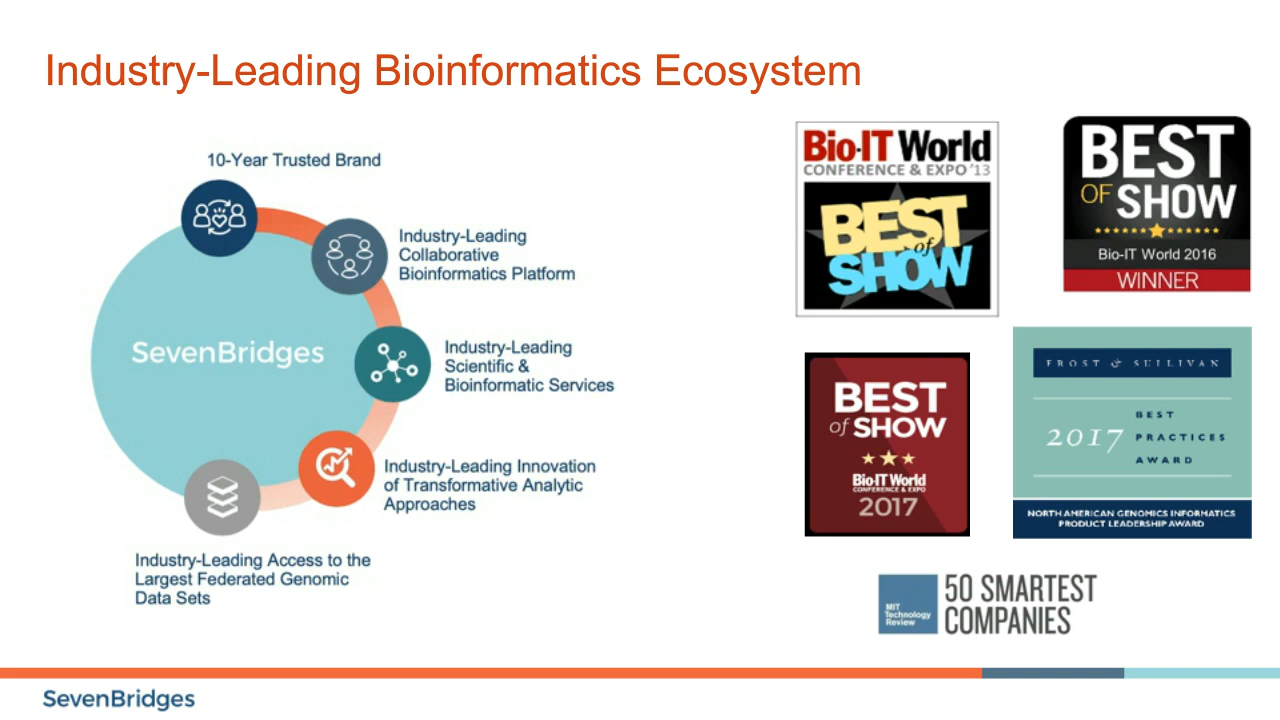 Industry-Leading Bioinformatics Ecosystem
10-Year Trusted Brand
Industry-Leading
Collaborative
Bioinformatics Platform
SevenBridges
Industry-Leading
Scientific &
Bioinformatic Services
Industry-Leading Innovation
of Transformative Analytic
Approaches
Industry-Leading Access to the
Largest Federated Genomic
Data Sets
Bio·IT World
CONFERENCE & EXPO '13
BEST
of
SHOW
BEST
OF SHOW
Bio-IT World 2016
WINNER
BEST
of SHOW
Bio·IT World
CONFERENCE & EXPO
2017
FROST & SULLIVAN
2017
BEST
PRACTICES
AWARD
NORTH AMERICAN GENOMICS INFORMATICS
PRODUCT LEADERSHIP AWARD
MIT
Technology
Review
50 SMARTEST
COMPANIES
SevenBridges